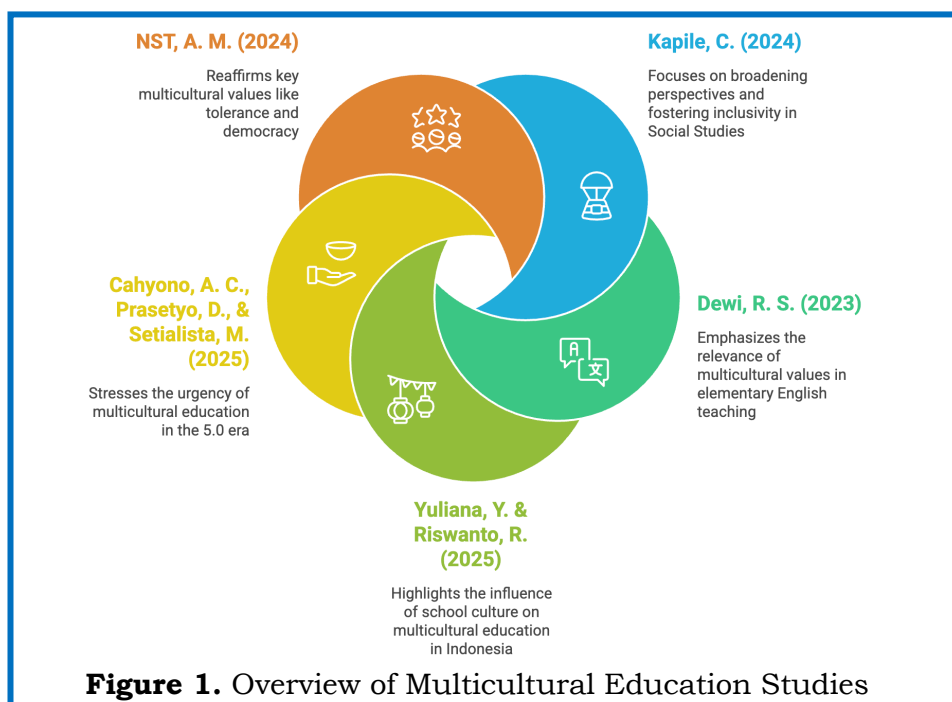 NST, A. M. (2024)
Reaffirms key
multicultural values like
tolerance and
democracy
Kapile, C. (2024)
Focuses on broadening
perspectives and
fostering inclusivity in
Social Studies
Cahyono, A. C.,
Prasetyo, D., &
Setialista, M.
(2025)
Stresses the urgency of
multicultural education
in the 5.0 era
Dewi, R. S. (2023)
Emphasizes the
relevance of
multicultural values in
elementary English
teaching
A
文
Yuliana, Y. &
Riswanto, R.
(2025)
Highlights the influence
of school culture on
multicultural education
in Indonesia
Figure 1. Overview of Multicultural Education Studies